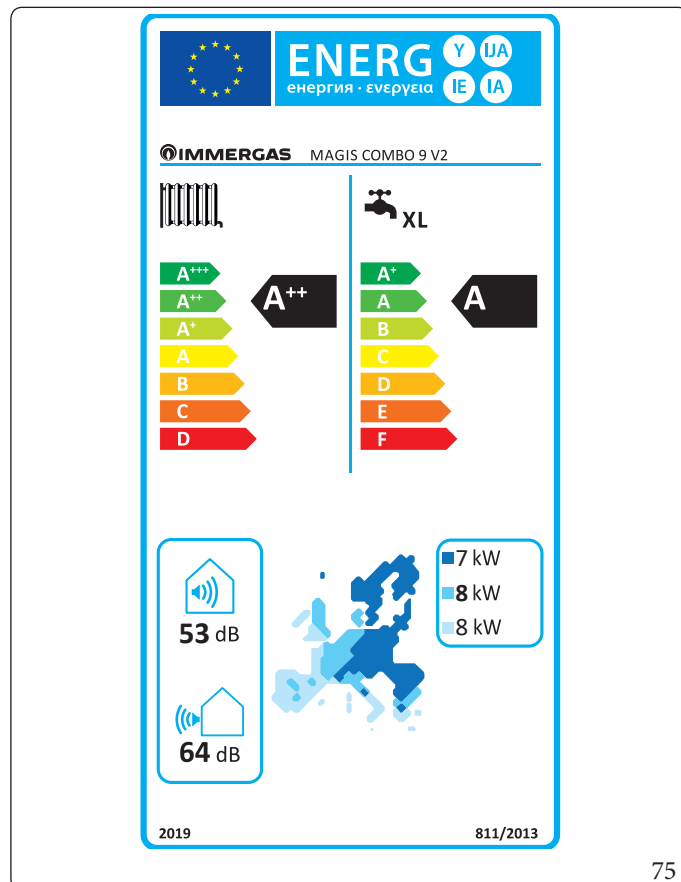 ENERG Y IJA
енергия · ενεργεια IE IA
IMMERGAS MAGIS COMBO 9 V2
XL
A+++
A++
A+
A
B
C
D
A++
A+
A
B
C
D
E
F
A
53 dB
64 dB
7 kW
8 kW
8 kW
2019 811/2013
75